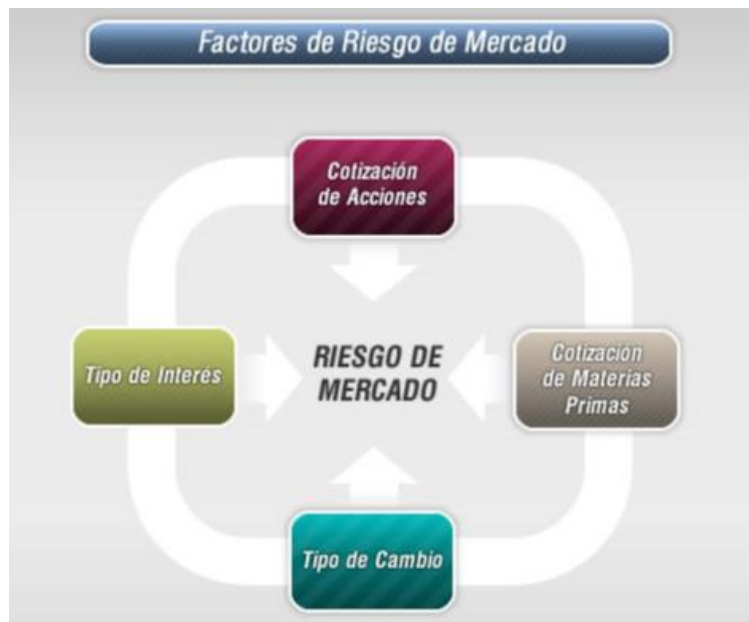 Factores de Riesgo de Mercado
Cotización
de Acciones
Tipo de Interés
RIESGO DE
MERCADO
Cotización
de Materias
Primas
Tipo de Cambio